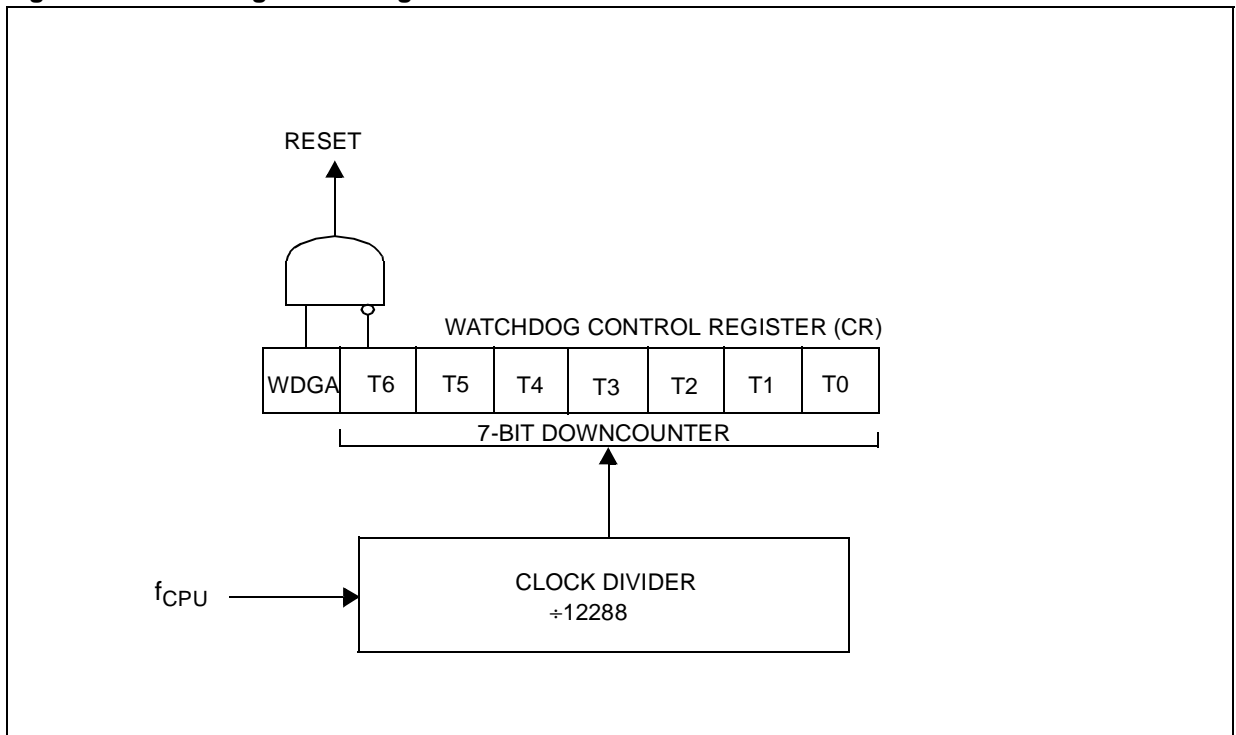 RESET
WATCHDOG CONTROL REGISTER (CR)
WDGA T6 T5 T4 T3 T2 T1 T0
7-BIT DOWNCOUNTER
fCPU
CLOCK DIVIDER
÷12288